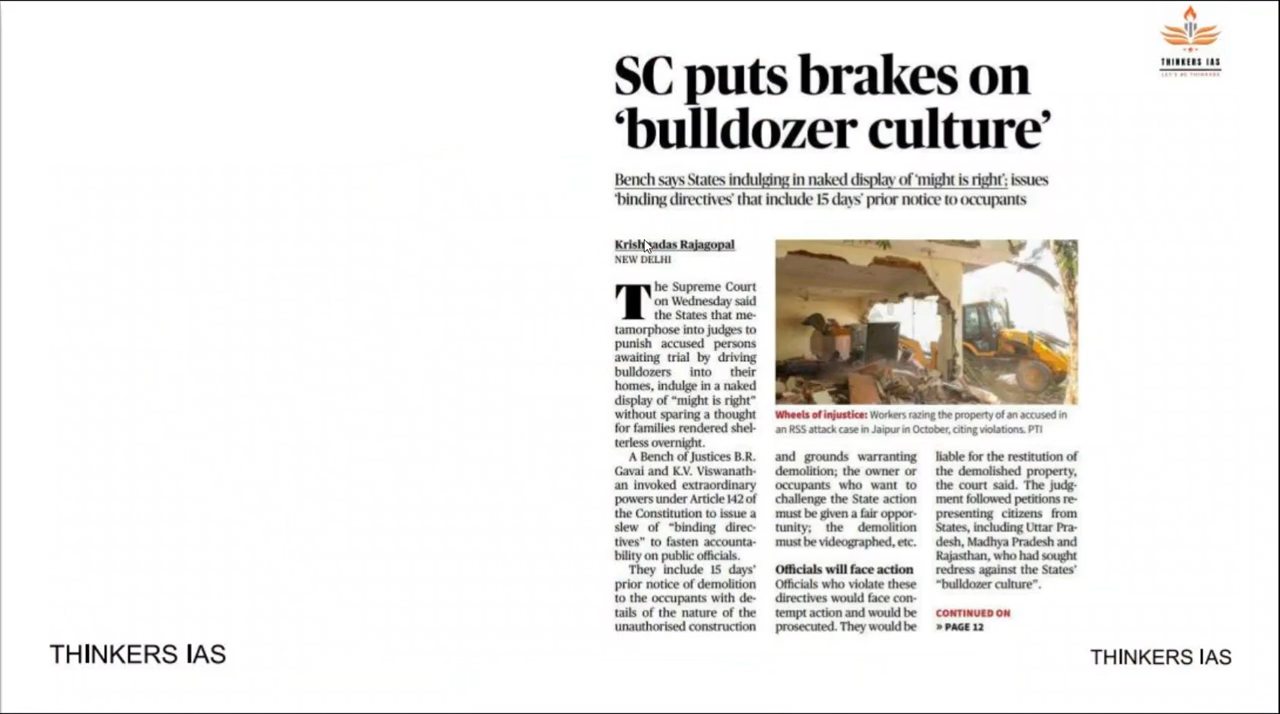 THINKERS IAS
LET'S BE THINKERS
SC puts brakes on
‘bulldozer culture’
Bench says States indulging in naked display of ‘might is right’; issues
‘binding directives’ that include 15 days’ prior notice to occupants
Krishnadas Rajagopal
NEW DELHI
The Supreme Court
on Wednesday said
the States that me-
tamorphose into judges to
punish accused persons
awaiting trial by driving
bulldozers into their
homes, indulge in a naked
display of “might is right”
without sparing a thought
for families rendered shel-
terless overnight.
A Bench of Justices B.R.
Gavai and K.V. Viswanath-
an invoked extraordinary
powers under Article 142 of
the Constitution to issue a
slew of “binding direc-
tives” to fasten accounta-
bility on public officials.
They include 15 days’
prior notice of demolition
to the occupants with de-
tails of the nature of the
unauthorised construction
Wheels of injustice: Workers razing the property of an accused in
an RSS attack case in Jaipur in October, citing violations. PTI
and grounds warranting
demolition; the owner or
occupants who want to
challenge the State action
must be given a fair oppor-
tunity; the demolition
must be videographed, etc.
Officials will face action
Officials who violate these
directives would face con-
tempt action and would be
prosecuted. They would be
liable for the restitution of
the demolished property,
the court said. The judg-
ment followed petitions re-
presenting citizens from
States, including Uttar Pra-
desh, Madhya Pradesh and
Rajasthan, who had sought
redress against the States’
“bulldozer culture”.
CONTINUED ON
» PAGE 12
THINKERS IAS
THINKERS IAS